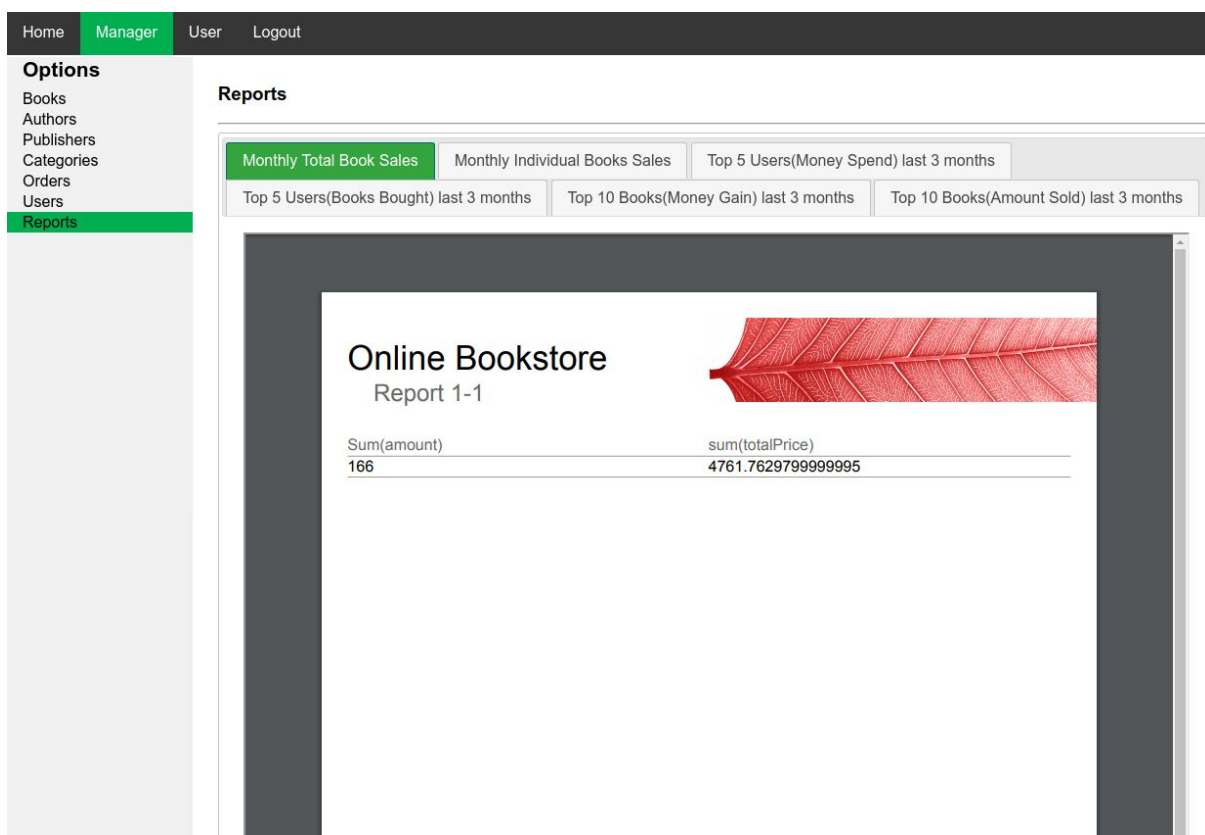 Home Manager User Logout
Options
Books
Authors
Publishers
Categories
Orders
Users
Reports
Reports
Monthly Total Book Sales Monthly Individual Books Sales Top 5 Users(Money Spend) last 3 months
Top 5 Users(Books Bought) last 3 months Top 10 Books(Money Gain) last 3 months Top 10 Books(Amount Sold) last 3 months
Online Bookstore
Report 1-1
Sum(amount) sum(totalPrice)
166 4761.7629799999995